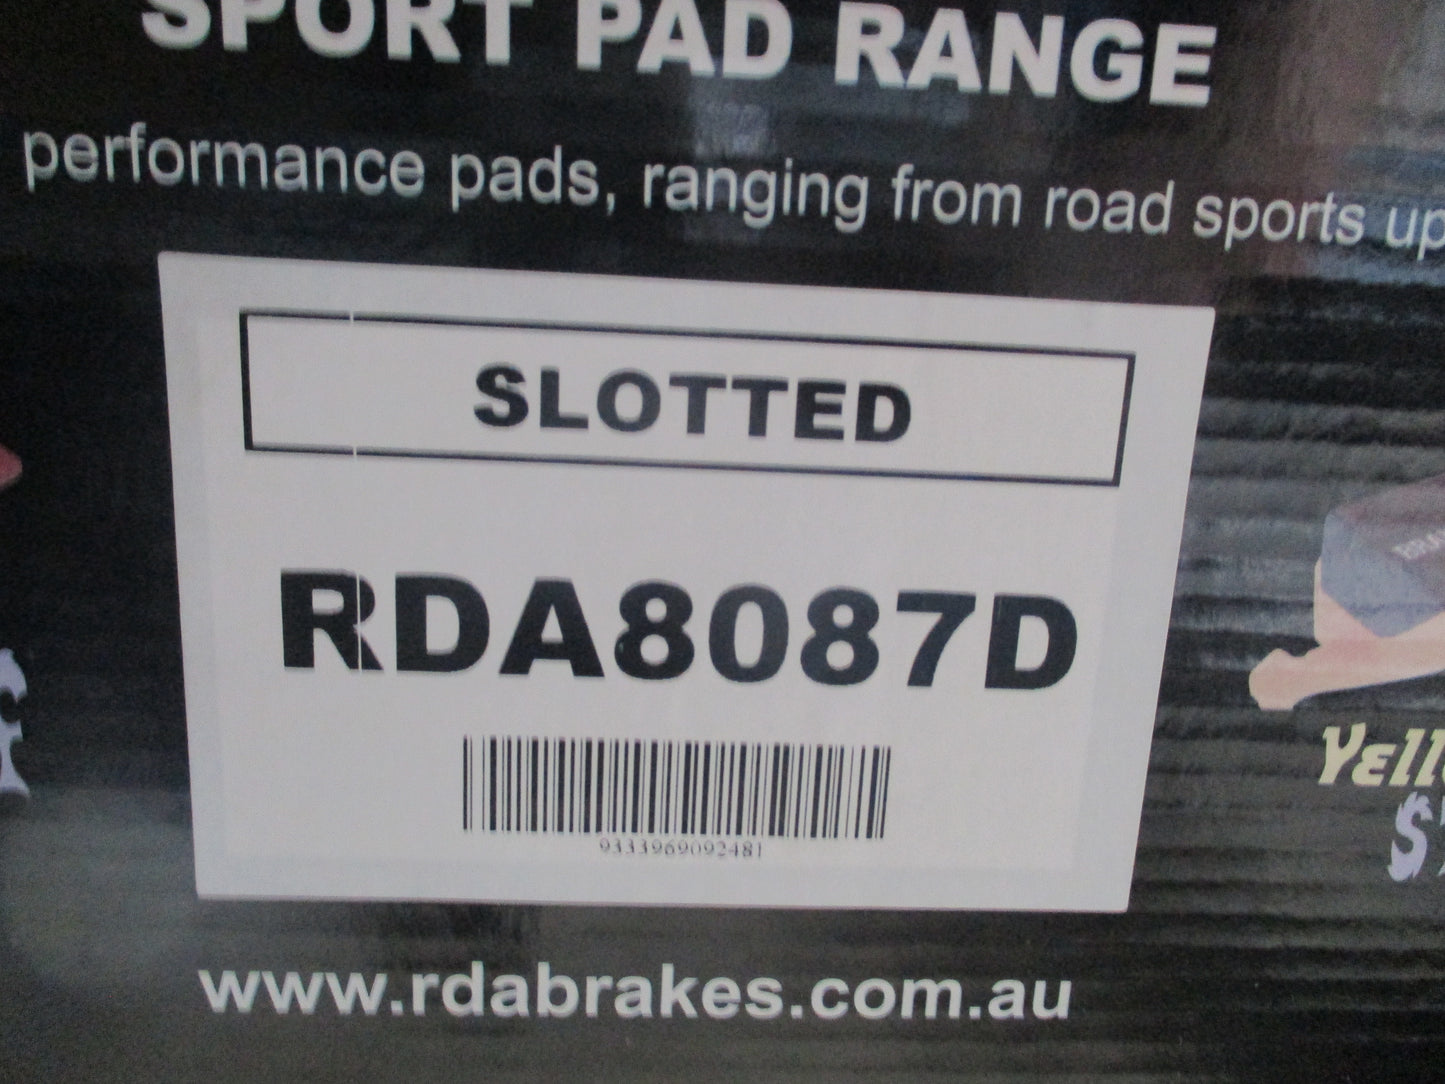 SPORT PAD RANGE
performance pads, ranging from road sports up
SLOTTED
RDA8087D
9333969092481
www.rdabrakes.com.au